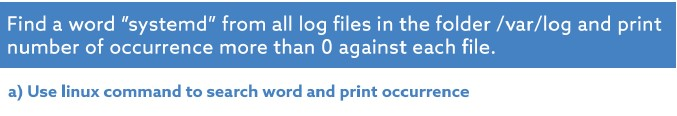 Find a word “systemd” from all log files in the folder /var/log and print
number of occurrence more than 0 against each file.
a) Use linux command to search word and print occurrence